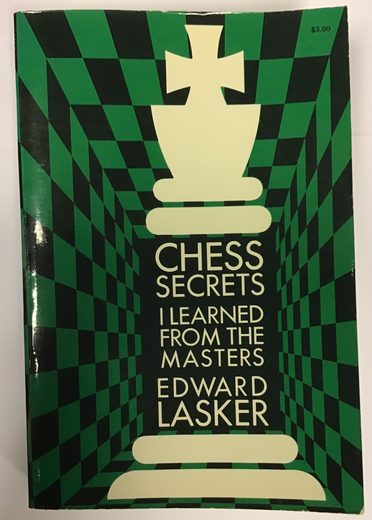 $3.00
CHESS
SECRETS
I LEARNED
FROM THE
MASTERS
EDWARD
LASKER